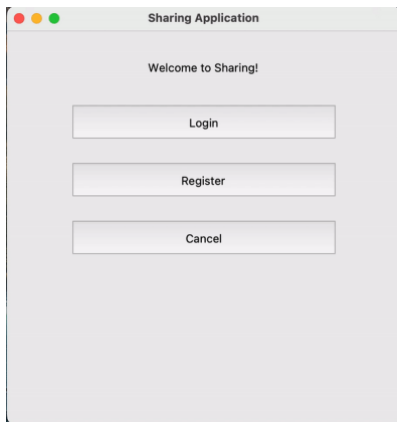 Sharing Application
Welcome to Sharing!
Login
Register
Cancel